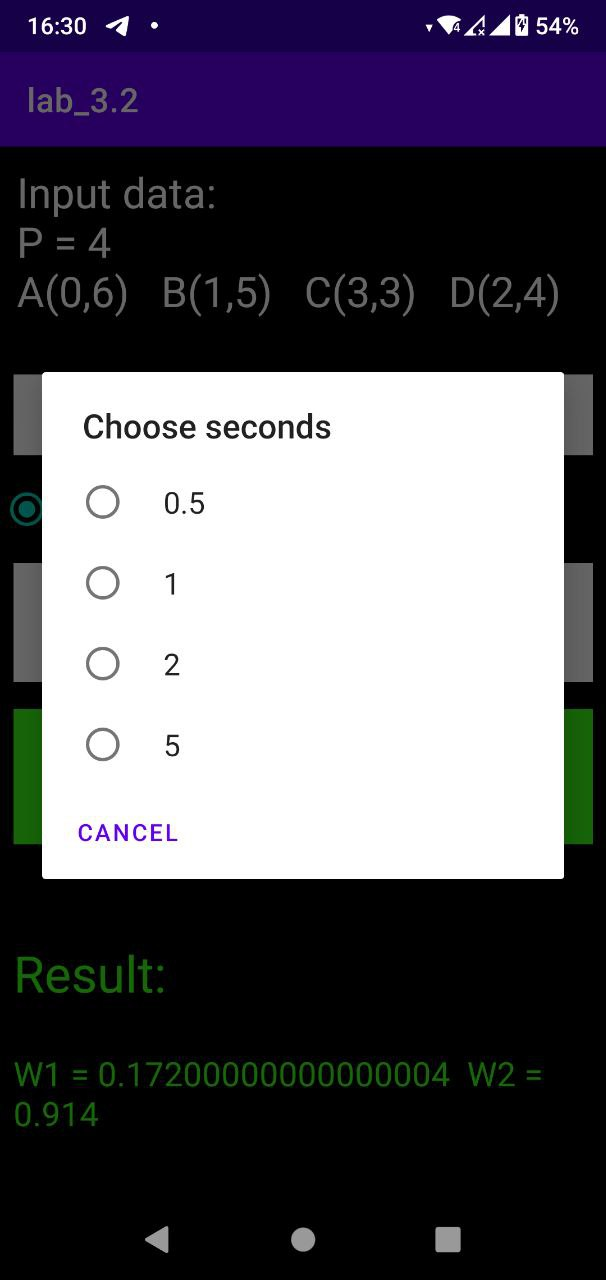 16:30 4 54%
lab_3.2
Input data:
P = 4
A(0,6) B(1,5) C(3,3) D(2,4)
Choose seconds
0.5
1
2
5
CANCEL
Result:
W1 = 0.17200000000000004 W2 =
0.914